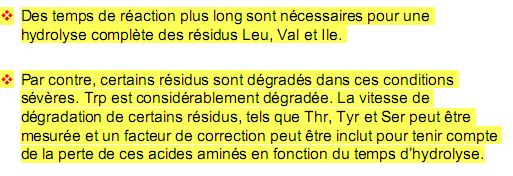 ❖ Des temps de réaction plus long sont nécessaires pour une
hydrolyse complète des résidus Leu, Val et Ile.
❖ Par contre, certains résidus sont dégradés dans ces conditions
sévères. Trp est considérablement dégradée. La vitesse de
dégradation de certains résidus, tels que Thr, Tyr et Ser peut être
mesurée et un facteur de correction peut être inclut pour tenir compte
de la perte de ces acides aminés en fonction du temps d'hydrolyse.